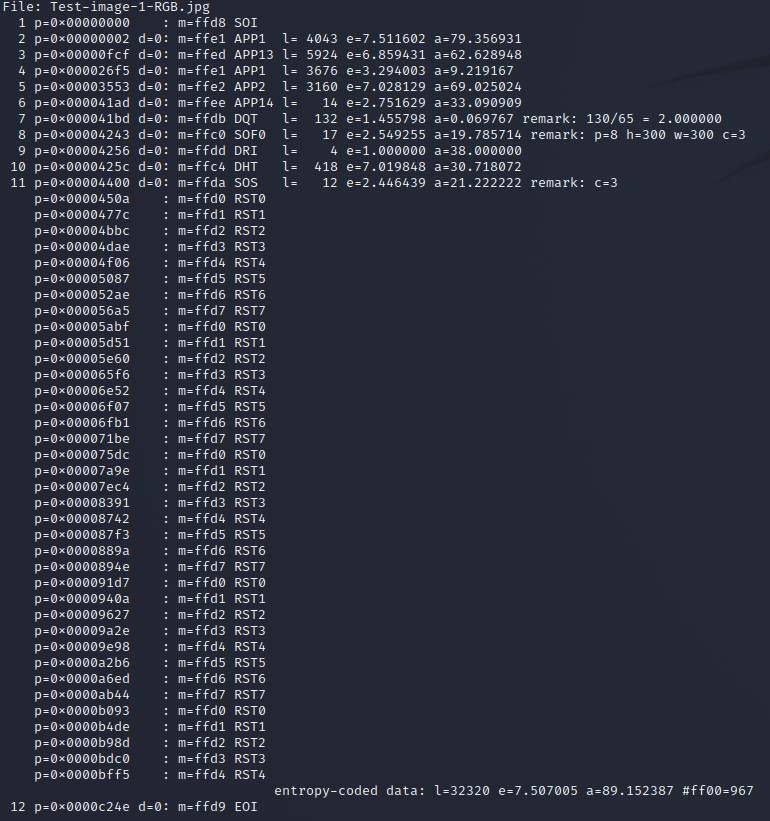 File: Test-image-1-RGB.jpg
  1 p=0×00000000    : m=ffd8 SOI
  2 p=0×00000002 d=0: m=ffe1 APP1  l= 4043 e=7.511602 a=79.356931
  3 p=0×00000fcf d=0: m=ffed APP13 l= 5924 e=6.859431 a=62.628948
  4 p=0×000026f5 d=0: m=ffe1 APP1  l= 3676 e=3.294003 a=9.219167
  5 p=0×00003553 d=0: m=ffe2 APP2  l= 3160 e=7.028129 a=69.025024
  6 p=0×000041ad d=0: m=ffee APP14 l=   14 e=2.751629 a=33.090909
  7 p=0×000041bd d=0: m=ffdb DQT   l=  132 e=1.455798 a=0.069767 remark: 130/65 = 2.000000
  8 p=0×00004243 d=0: m=ffc0 SOF0  l=   17 e=2.549255 a=19.785714 remark: p=8 h=300 w=300 c=3
  9 p=0×00004256 d=0: m=ffdd DRI   l=    4 e=1.000000 a=38.000000
 10 p=0×0000425c d=0: m=ffc4 DHT   l=  418 e=7.019848 a=30.718072
 11 p=0×00004400 d=0: m=ffda SOS   l=   12 e=2.446439 a=21.222222 remark: c=3
    p=0×0000450a    : m=ffd0 RST0
    p=0×0000477c    : m=ffd1 RST1
    p=0×00004bbc    : m=ffd2 RST2
    p=0×00004dae    : m=ffd3 RST3
    p=0×00004f06    : m=ffd4 RST4
    p=0×00005087    : m=ffd5 RST5
    p=0×000052ae    : m=ffd6 RST6
    p=0×000056a5    : m=ffd7 RST7
    p=0×00005abf    : m=ffd0 RST0
    p=0×00005d51    : m=ffd1 RST1
    p=0×00005e60    : m=ffd2 RST2
    p=0×000065f6    : m=ffd3 RST3
    p=0×00006e52    : m=ffd4 RST4
    p=0×00006f07    : m=ffd5 RST5
    p=0×00006fb1    : m=ffd6 RST6
    p=0×000071be    : m=ffd7 RST7
    p=0×000075dc    : m=ffd0 RST0
    p=0×00007a9e    : m=ffd1 RST1
    p=0×00007ec4    : m=ffd2 RST2
    p=0×00008391    : m=ffd3 RST3
    p=0×00008742    : m=ffd4 RST4
    p=0×000087f3    : m=ffd5 RST5
    p=0×0000889a    : m=ffd6 RST6
    p=0×0000894e    : m=ffd7 RST7
    p=0×000091d7    : m=ffd0 RST0
    p=0×0000940a    : m=ffd1 RST1
    p=0×00009627    : m=ffd2 RST2
    p=0×00009a2e    : m=ffd3 RST3
    p=0×00009e98    : m=ffd4 RST4
    p=0×0000a2b6    : m=ffd5 RST5
    p=0×0000a6ed    : m=ffd6 RST6
    p=0×0000ab44    : m=ffd7 RST7
    p=0×0000b093    : m=ffd0 RST0
    p=0×0000b4de    : m=ffd1 RST1
    p=0×0000b98d    : m=ffd2 RST2
    p=0×0000bdc0    : m=ffd3 RST3
    p=0×0000bff5    : m=ffd4 RST4
                                  entropy-coded data: l=32320 e=7.507005 a=89.152387 #ff00=967
 12 p=0×0000c24e d=0: m=ffd9 EOI